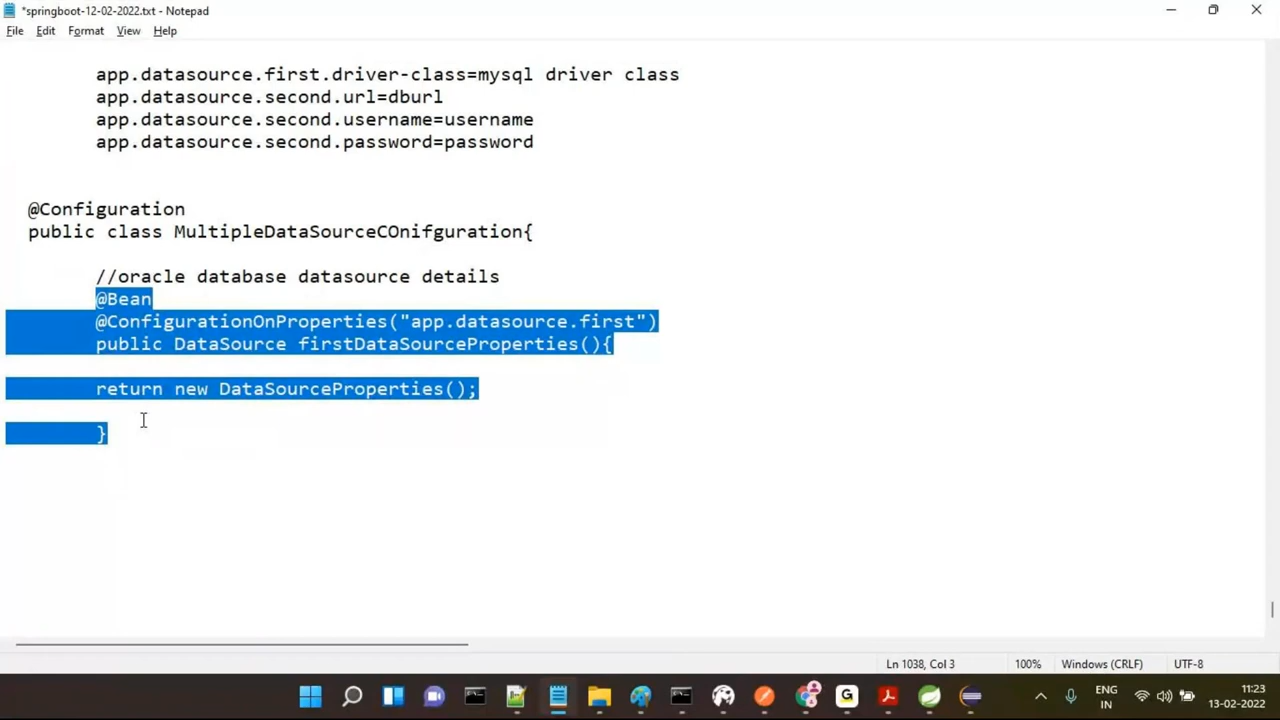 *springboot-12-02-2022.txt - Notepad
File Edit Format View Help
app.datasource.first.driver-class=mysql driver class
app.datasource.second.url=dburl
app.datasource.second.username=username
app.datasource.second.password=password
@Configuration
public class MultipleDataSourceCOnifguration{
//oracle database datasource details
@Bean
@ConfigurationOnProperties("app.datasource.first")
public DataSource firstDataSourceProperties(){
return new DataSourceProperties();
}
Ln 1038, Col 3 100% Windows (CRLF) UTF-8
ENG
IN
11:23
13-02-2022